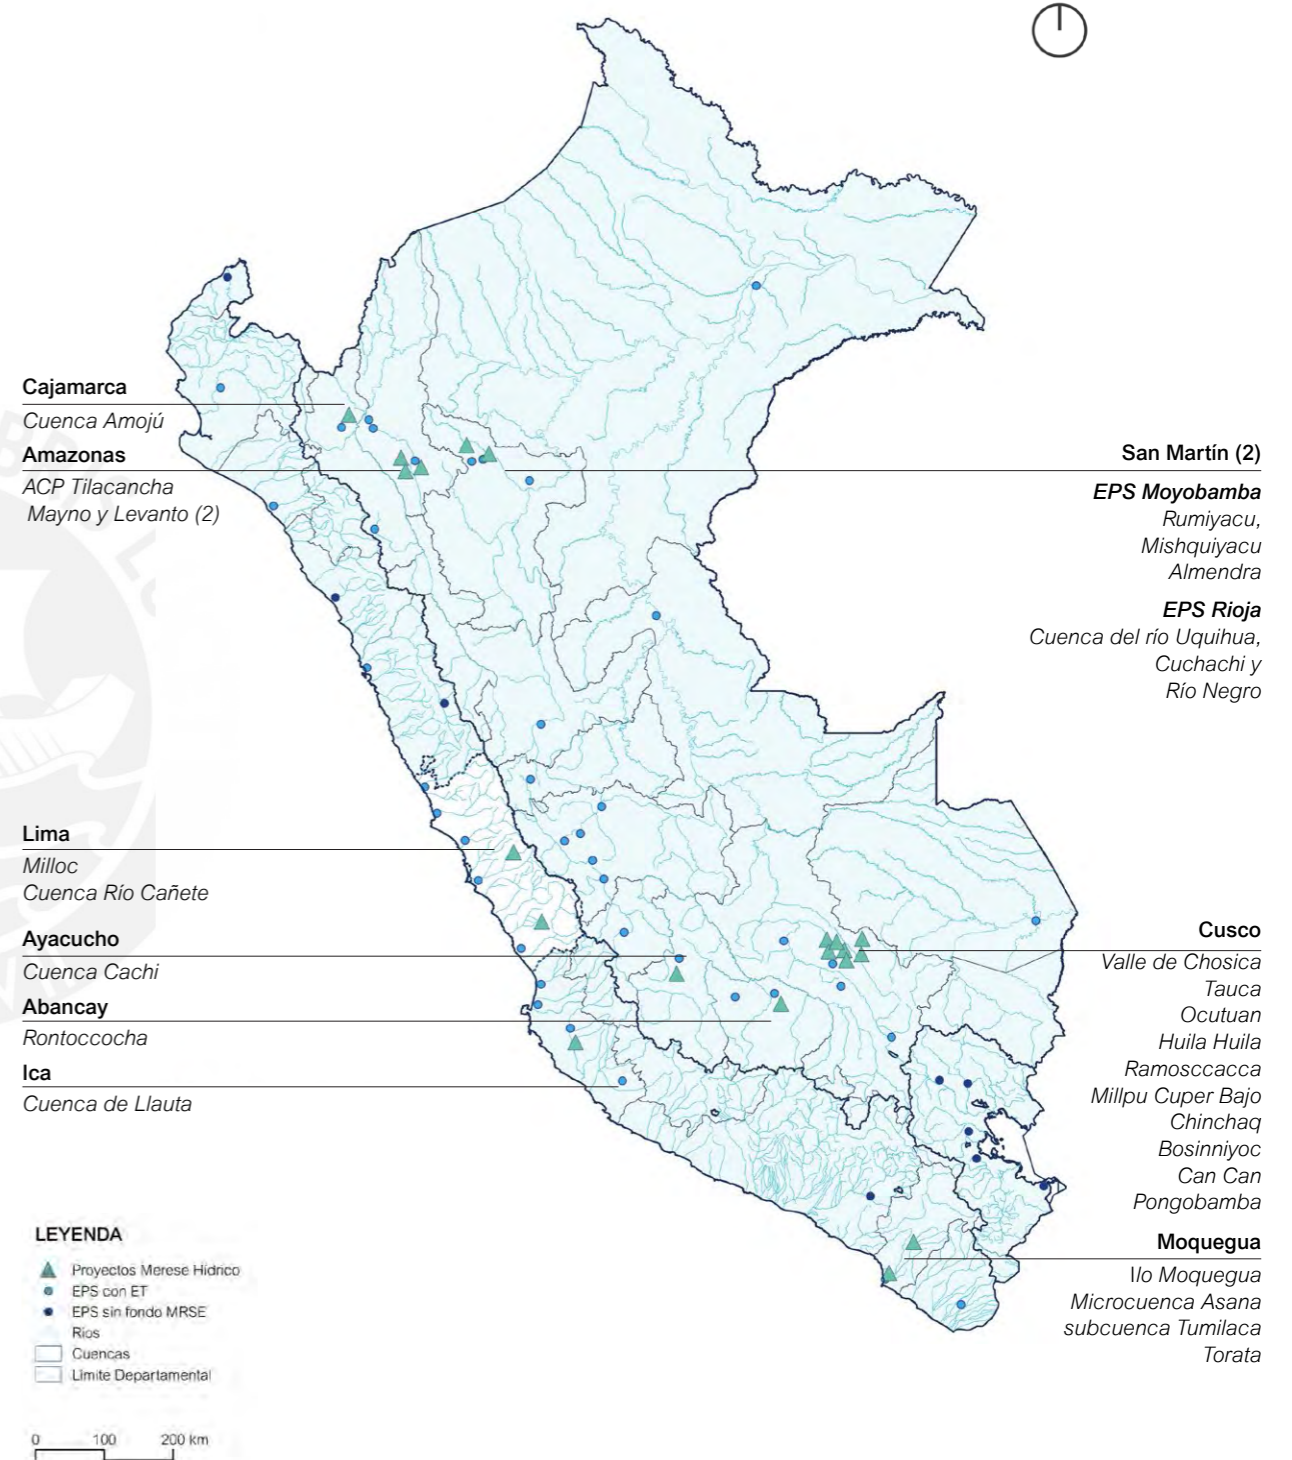 Cajamarca
Cuenca Amojú
Amazonas
ACP Tilacancha
Mayno y Levanto (2)
San Martín (2)
EPS Moyobamba
Rumiyacu,
Mishquiyacu
Almendra
EPS Rioja
Cuenca del río Uquihua,
Cuchachi y
Río Negro
Lima
Milloc
Cuenca Río Cañete
Ayacucho
Cuenca Cachi
Abancay
Rontoccocha
Ica
Cuenca de Llauta
Cusco
Valle de Chosica
Tauca
Ocutuan
Huila Huila
Ramosccacca
Millpu Cuper Bajo
Chinchaq
Bosinniyoc
Can Can
Pongobamba
Moquegua
Ilo Moquegua
Microcuenca Asana
subcuenca Tumilaca
Torata
LEYENDA
Proyectos Merese Hídrico
EPS con ET
EPS sin fondo MRSE
Ríos
Cuencas
Límite Departamental
0 100 200 km